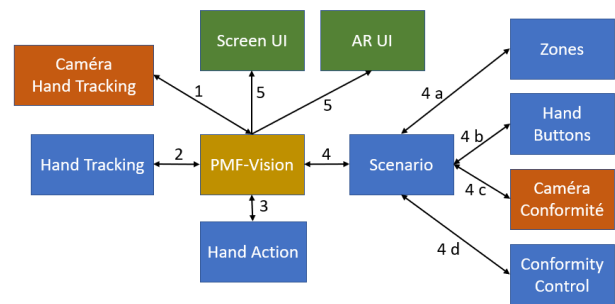 Screen UI
AR UI
Zones
Caméra
Hand Tracking
1
5
5
4 a
Hand
Buttons
4 b
Hand Tracking
2
PMF-Vision
4
Scenario
4 c
Caméra
Conformité
3
Hand Action
4 d
Conformity
Control